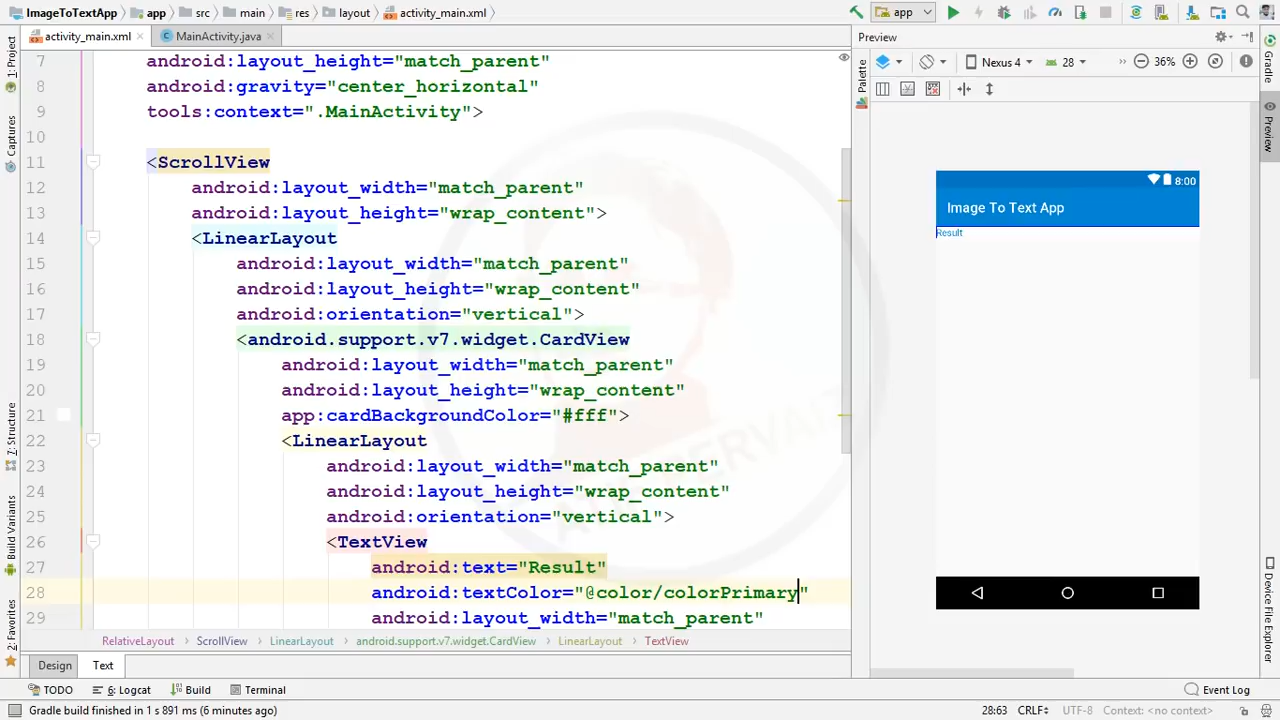 ImageToTextApp app src main res layout activity_main.xml app
activity_main.xml MainActivity.java Preview
1: Project
Captures
7: Structure
Build Variants
2: Favorites
7 android:layout_height="match_parent"
8 android:gravity="center_horizontal"
9 tools:context=".MainActivity">
10
11 <ScrollView
12 android:layout_width="match_parent"
13 android:layout_height="wrap_content">
14 <LinearLayout
15 android:layout_width="match_parent"
16 android:layout_height="wrap_content"
17 android:orientation="vertical">
18 <android.support.v7.widget.CardView
19 android:layout_width="match_parent"
20 android:layout_height="wrap_content"
21 app:cardBackgroundColor="#fff">
22 <LinearLayout
23 android:layout_width="match_parent"
24 android:layout_height="wrap_content"
25 android:orientation="vertical">
26 <TextView
27 android:text="Result"
28 android:textColor="@color/colorPrimary"
29 android:layout_width="match_parent"
RelativeLayout ScrollView LinearLayout android.support.v7.widget.CardView LinearLayout TextView
Design Text
Palette
Nexus 4 28 36%
8:00
Image To Text App
Result
Gradle
Preview
Device File Explorer
TODO 6: Logcat Build Terminal Event Log
Gradle build finished in 1 s 891 ms (6 minutes ago) 28:63 CRLF UTF-8 Context: <no context>